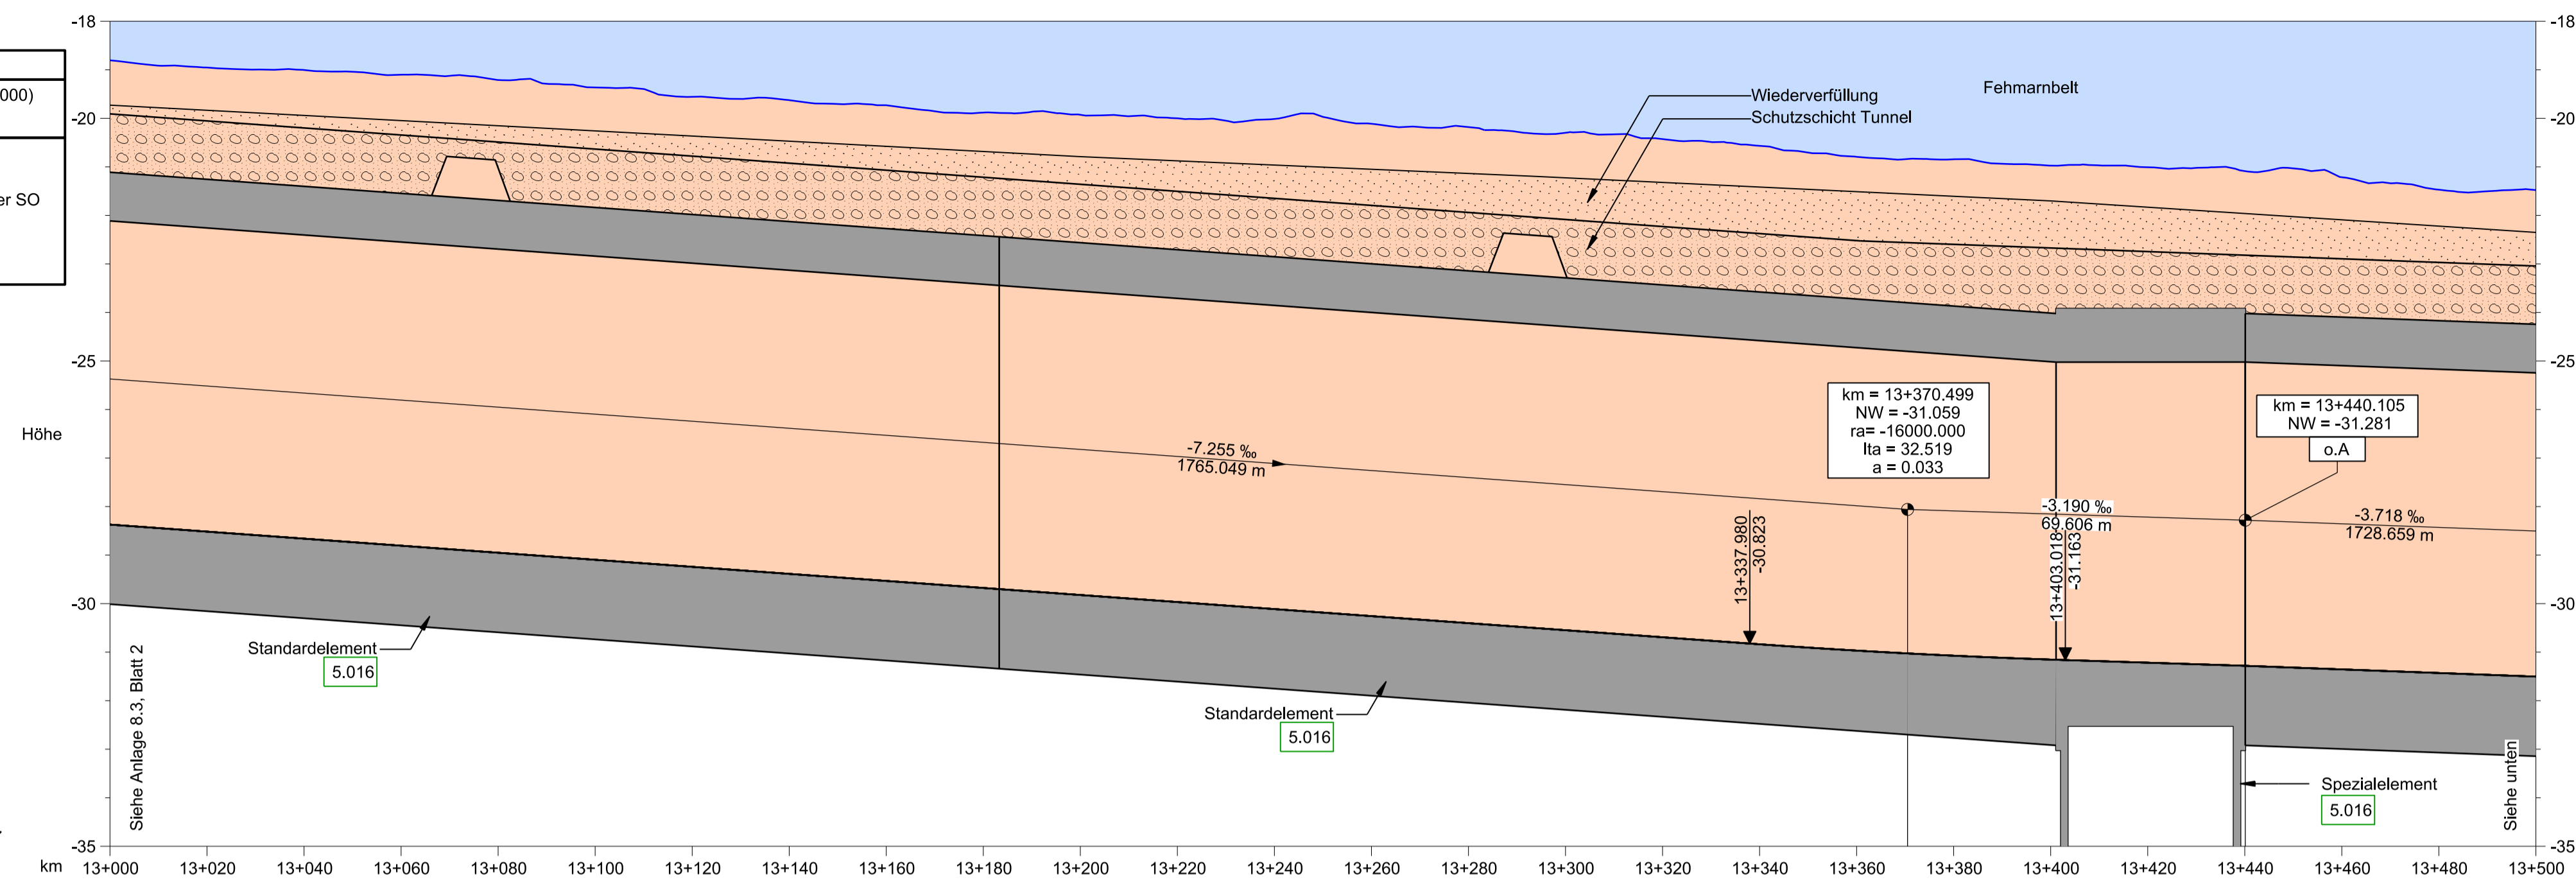 -18
-20
-25
Höhe
-30
-35
km
000)
er SO
Wiederverfüllung
Schutzschicht Tunnel
Fehmarnbelt
-7.255 ‰
1765.049 m
km = 13+370.499
NW = -31.059
ra= -16000.000
lta = 32.519
a = 0.033
km = 13+440.105
NW = -31.281
o.A
-3.190 ‰
69.606 m
-3.718 ‰
1728.659 m
13+337.980
-30.823
13+403.018
-31.163
Standardelement
5.016
Standardelement
5.016
Spezialelement
5.016
Siehe Anlage 8.3, Blatt 2
Siehe unten
-18
-20
-25
-30
-35
13+000 13+020 13+040 13+060 13+080 13+100 13+120 13+140 13+160 13+180 13+200 13+220 13+240 13+260 13+280 13+300 13+320 13+340 13+360 13+380 13+400 13+420 13+440 13+460 13+480 13+500